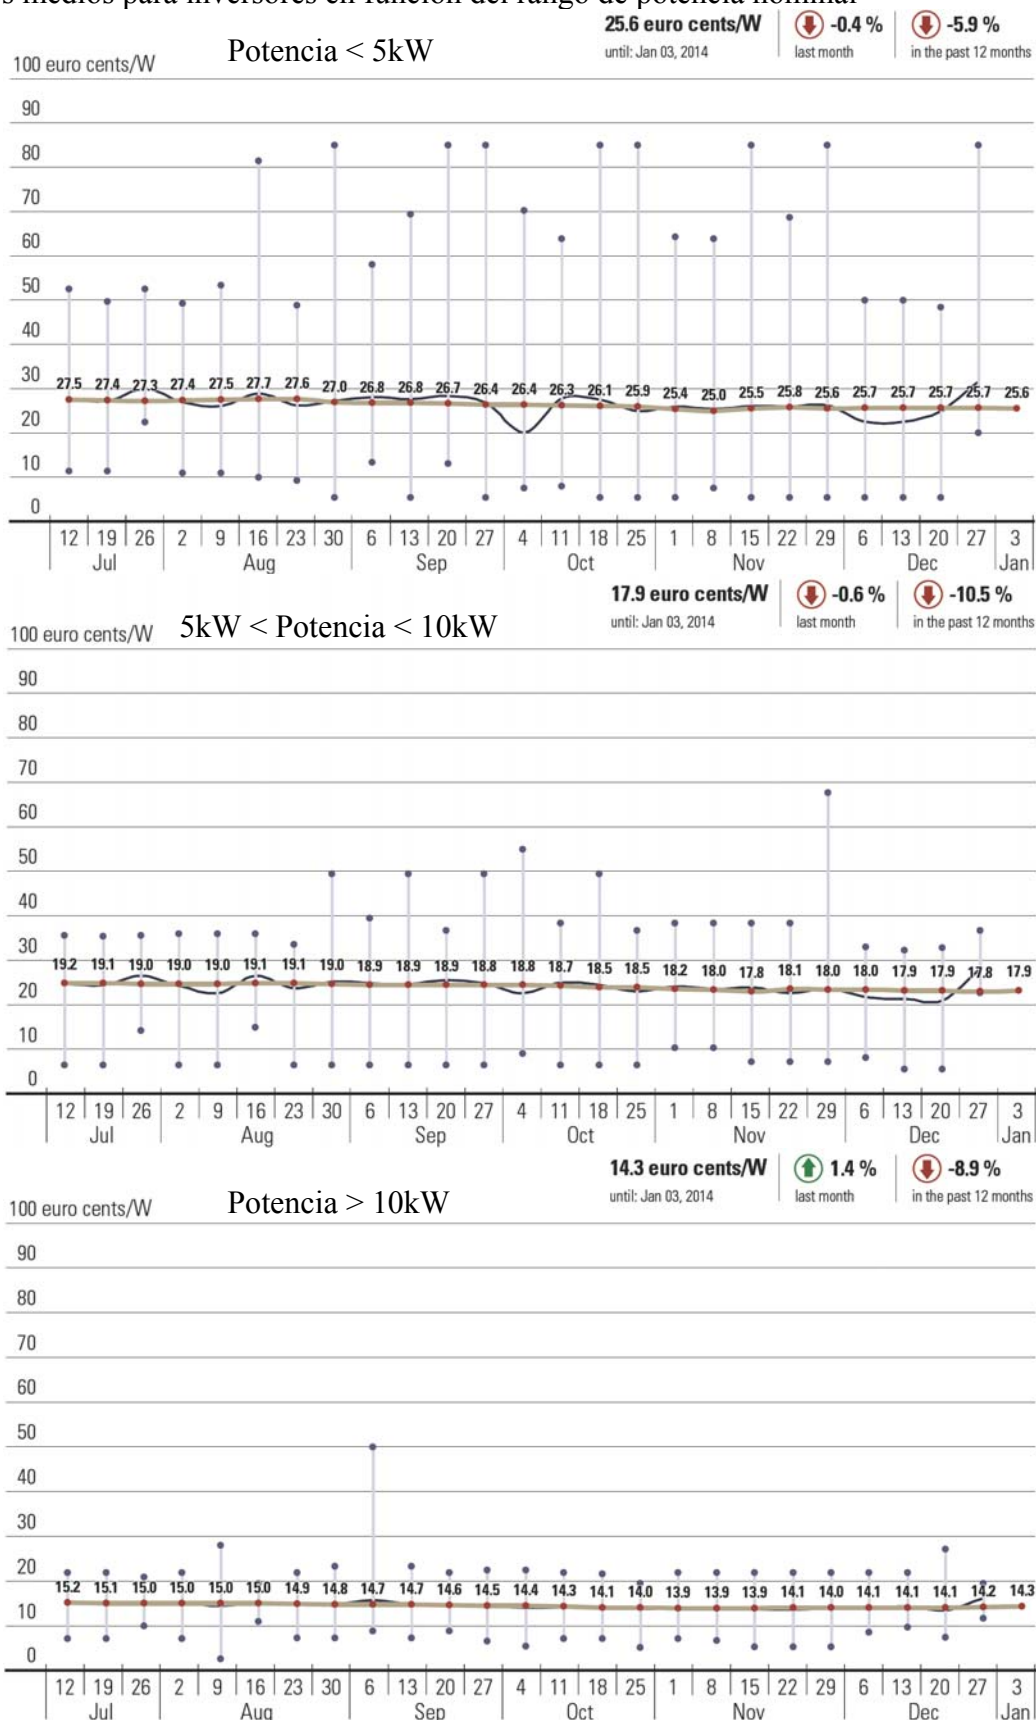 s medios para inversores en función del rango de potencia nominal
25.6 euro cents/W -0.4 % -5.9 %
until: Jan 03, 2014 last month in the past 12 months
Potencia < 5kW
100 euro cents/W
90
80
70
60
50
40
30
27.5 27.4 27.3 27.4 27.5 27.7 27.6 27.0 26.8 26.8 26.7 26.4 26.4 26.3 26.1 25.9 25.4 25.0 25.5 25.8 25.6 25.7 25.7 25.7 25.7 25.6
20
10
0
12 19 26 2 9 16 23 30 6 13 20 27 4 11 18 25 1 8 15 22 29 6 13 20 27 3
Jul Aug Sep Oct Nov Dec Jan
17.9 euro cents/W -0.6 % -10.5 %
until: Jan 03, 2014 last month in the past 12 months
5kW < Potencia < 10kW
100 euro cents/W
90
80
70
60
50
40
30
19.2 19.1 19.0 19.0 19.0 19.1 19.1 19.0 18.9 18.9 18.9 18.8 18.8 18.7 18.5 18.5 18.2 18.0 17.8 18.1 18.0 18.0 17.9 17.9 17.8 17.9
20
10
0
12 19 26 2 9 16 23 30 6 13 20 27 4 11 18 25 1 8 15 22 29 6 13 20 27 3
Jul Aug Sep Oct Nov Dec Jan
14.3 euro cents/W 1.4 % -8.9 %
until: Jan 03, 2014 last month in the past 12 months
Potencia > 10kW
100 euro cents/W
90
80
70
60
50
40
30
20
15.2 15.1 15.0 15.0 15.0 15.0 14.9 14.8 14.7 14.7 14.6 14.5 14.4 14.3 14.1 14.0 13.9 13.9 13.9 14.1 14.0 14.1 14.1 14.1 14.2 14.3
10
0
12 19 26 2 9 16 23 30 6 13 20 27 4 11 18 25 1 8 15 22 29 6 13 20 27 3
Jul Aug Sep Oct Nov Dec Jan